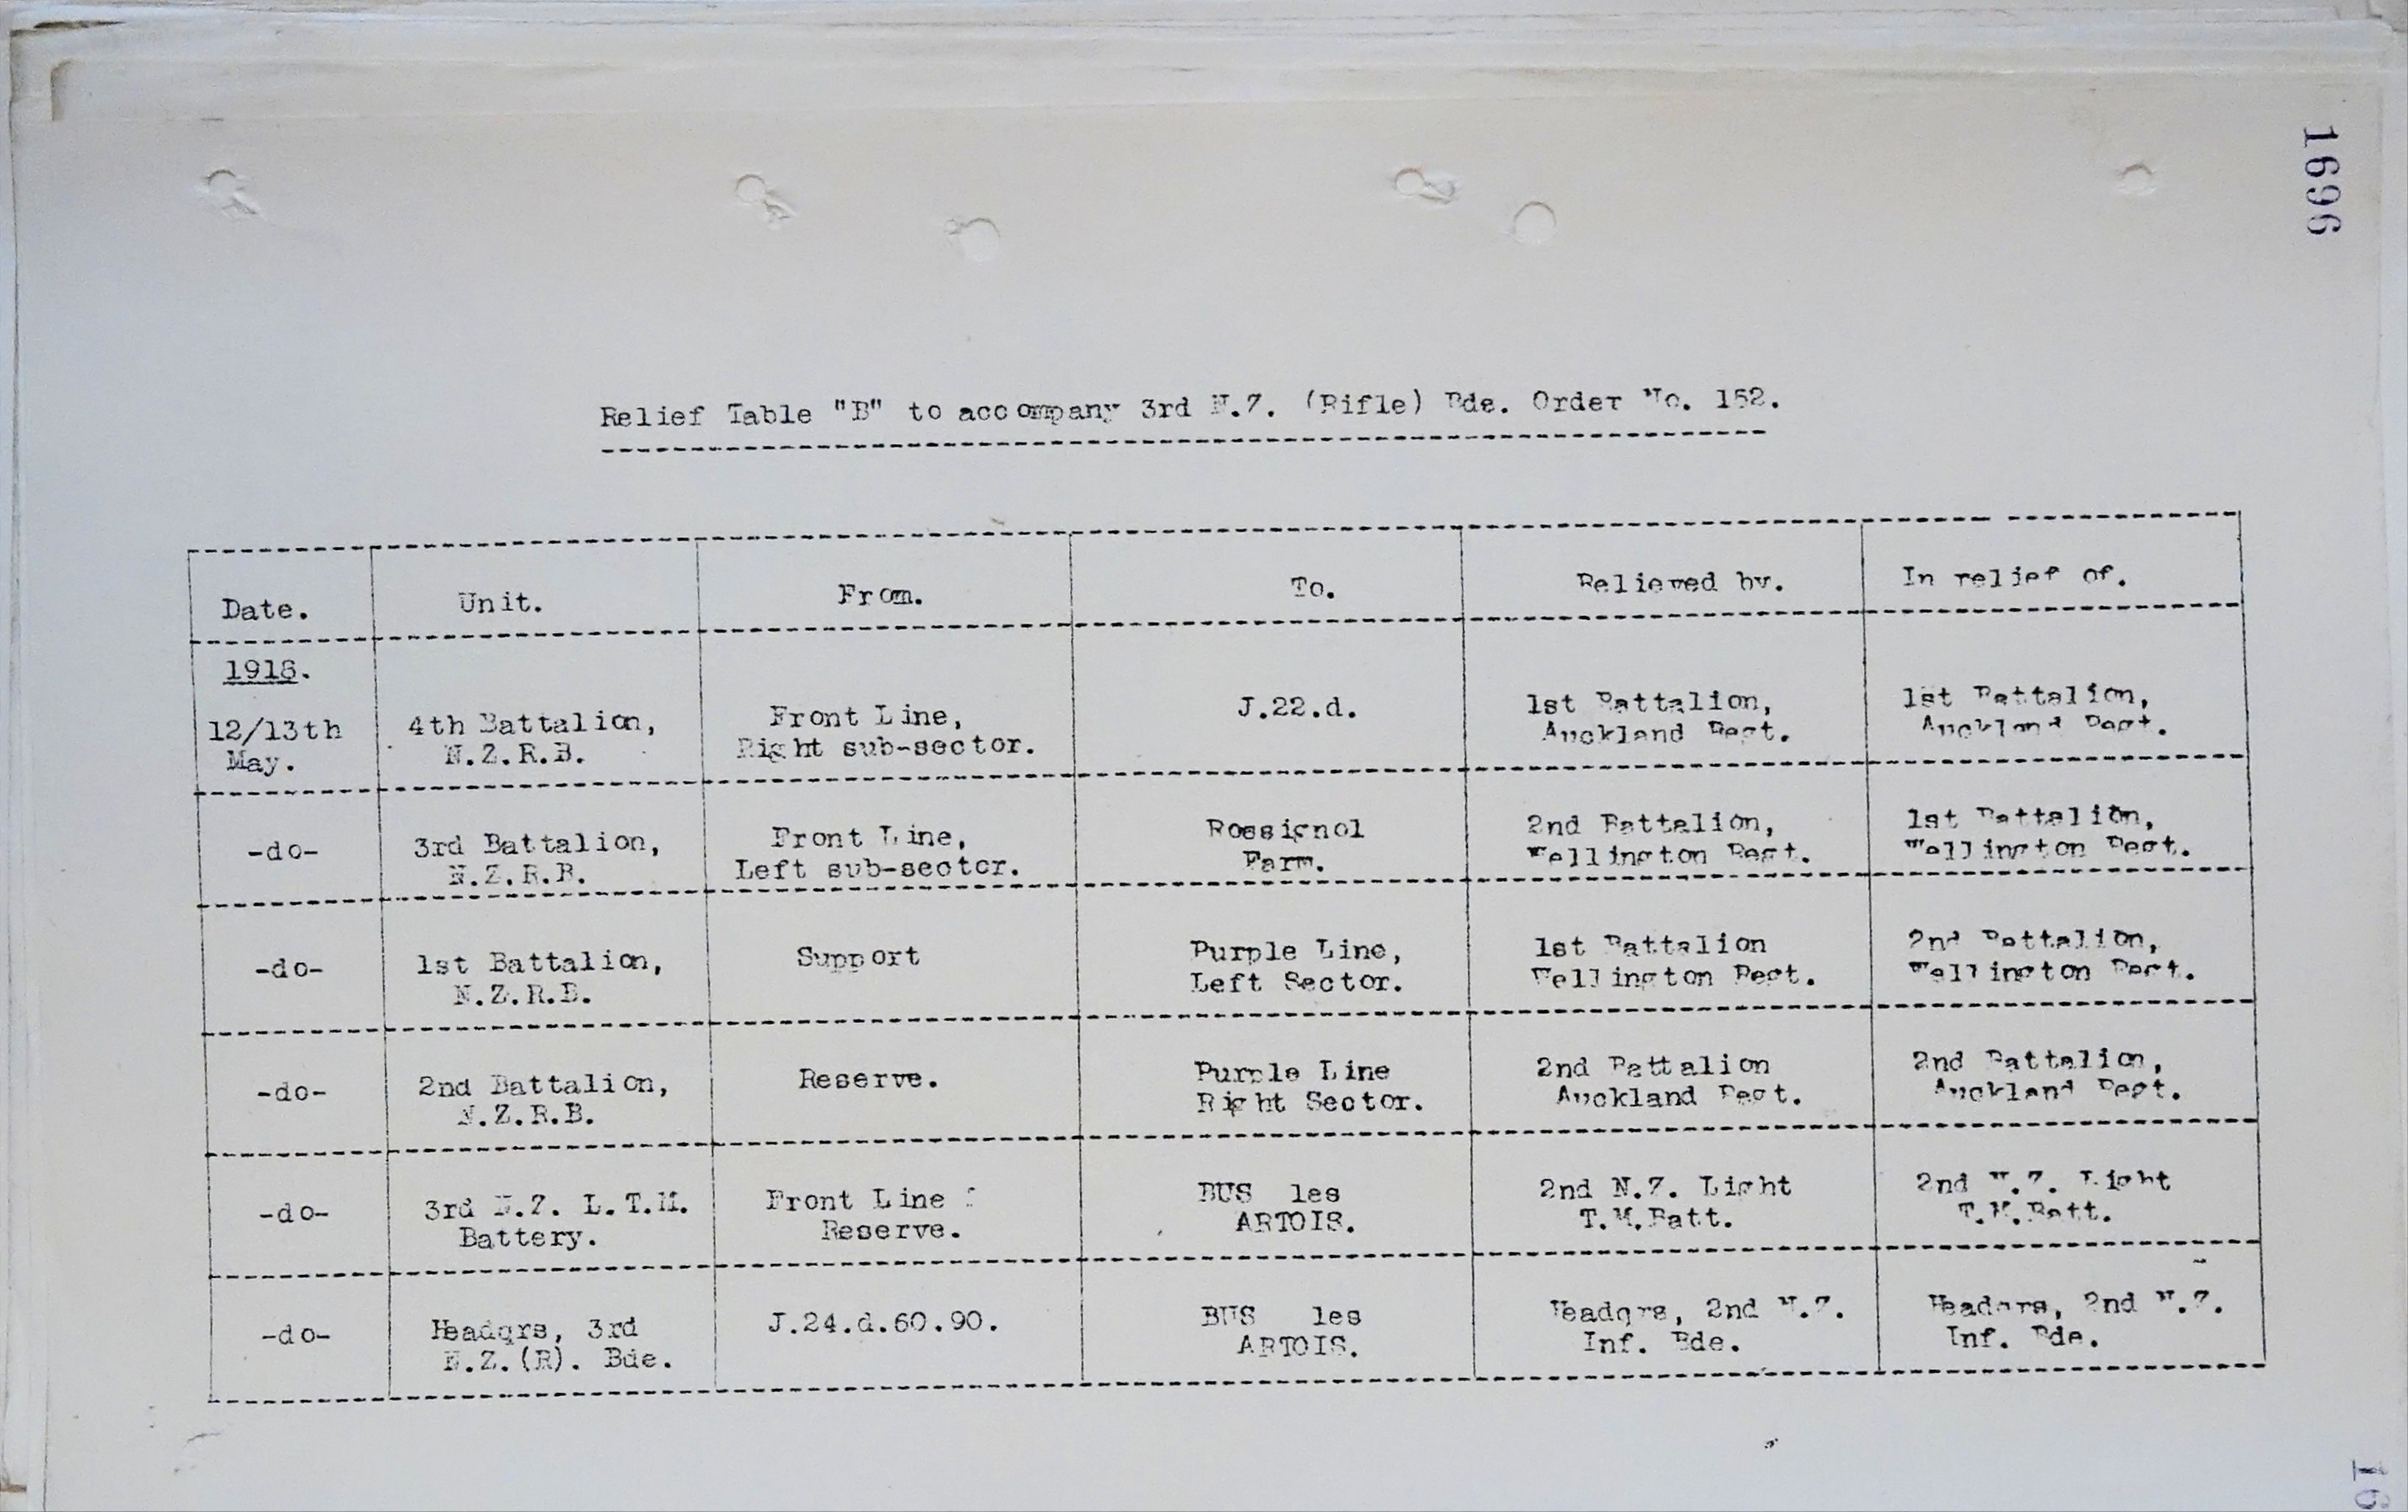 1696
Relief Table "B" to accompany 3rd N.Z. (Rifle) Bde. Order No. 152.
Date. Unit. From. To. Relieved by. In relief of.
1918.
12/13th May. 4th Battalion, N.Z.R.B. Front Line, Right sub-sector. J.22.d. 1st Battalion, Auckland Regt. 1st Battalion, Auckland Regt.
-do- 3rd Battalion, N.Z.R.B. Front Line, Left sub-sector. Rossignol Farm. 2nd Battalion, Wellington Regt. 1st Battalion, Wellington Regt.
-do- 1st Battalion, N.Z.R.B. Support Purple Line, Left Sector. 1st Battalion Wellington Regt. 2nd Battalion, Wellington Regt.
-do- 2nd Battalion, N.Z.R.B. Reserve. Purple Line Right Sector. 2nd Battalion Auckland Regt. 2nd Battalion, Auckland Regt.
-do- 3rd N.Z. L.T.M. Battery. Front Line Reserve. BUS les ARTOIS. 2nd N.Z. Light T.M.Batt. 2nd N.Z. Light T.M.Batt.
-do- Headqrs, 3rd N.Z.(R). Bde. J.24.d.60.90. BUS les ARTOIS. Headqrs, 2nd N.Z. Inf. Bde. Headqrs, 2nd N.Z. Inf. Bde.
16